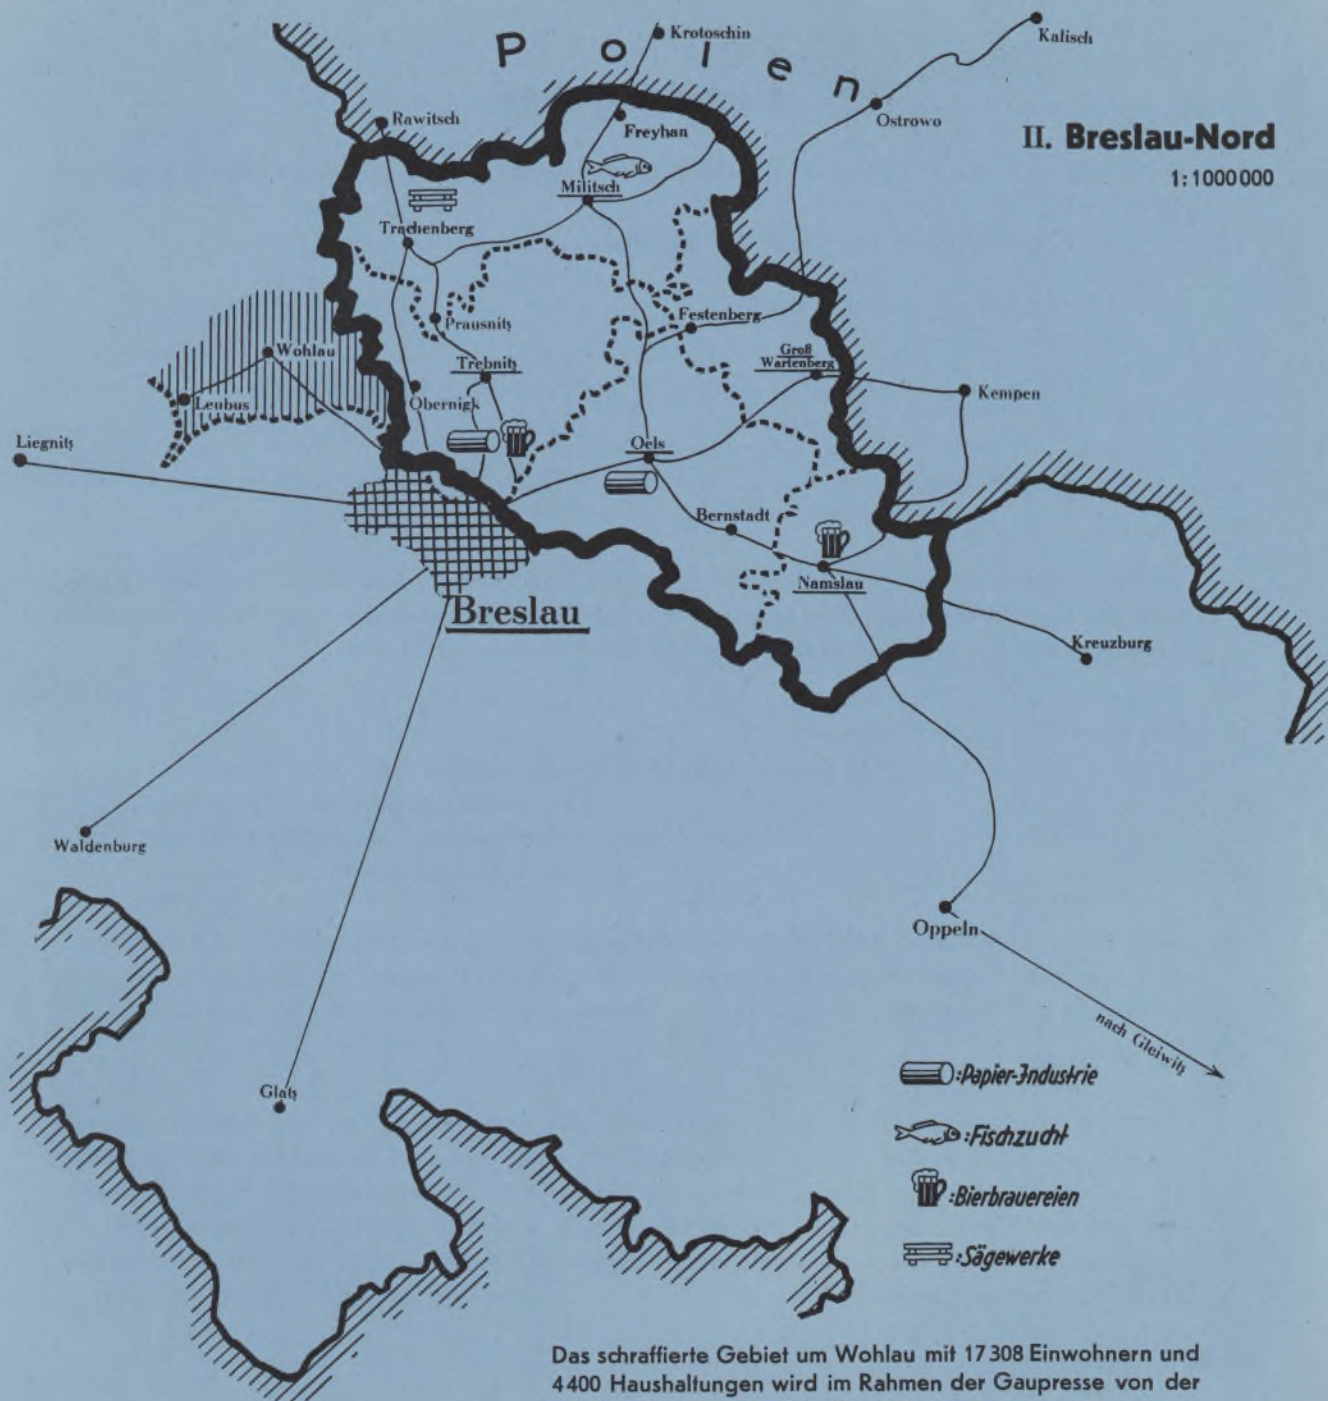 Polen
Krotoschin
Kalisch
Rawitsch
Freyhan
Ostrowo
II. Breslau-Nord
1:1000000
Militsch
Trachenberg
Prausnitz
Festenberg
Wohlau
Trebnitz
Groß
Wartenberg
Leubus
Obernigk
Kempen
Liegnitz
Oels
Bernstadt
Namslau
Breslau
Kreuzburg
Waldenburg
Oppeln
nach Gleiwitz
Glatz
:Papier-Industrie
:Fischzucht
:Bierbrauereien
:Sägewerke
Das schraffierte Gebiet um Wohlau mit 17308 Einwohnern und
4400 Haushaltungen wird im Rahmen der Gaupresse von der